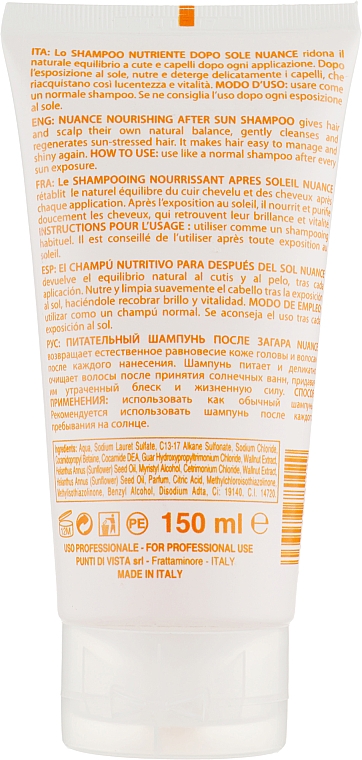 ITA: Lo SHAMPOO NUTRIENTE DOPO SOLE NUANCE ridona il
naturale equilibrio a cute e capelli dopo ogni applicazione. Dopo
l'esposizione al sole, nutre e deterge delicatamente i capelli, che
riacquistano così lucentezza e vitalità. MODO D'USO: usare come
un normale shampoo. Se ne consiglia l'uso dopo ogni esposizione
al sole.
ENG: NUANCE NOURISHING AFTER SUN SHAMPOO gives hair
and scalp their own natural balance, gently cleanses and
regenerates sun-stressed hair. It makes hair easy to manage and
shiny again. HOW TO USE: use like a normal shampoo after every
sun exposure.
FRA: Le SHAMPOOING NOURRISSANT APRES SOLEIL NUANCE
rétablit le naturel équilibre du cuir chevelu et des cheveux après
chaque application. Après l'exposition au soleil, il nourrit et purifie
doucement les cheveux, qui retrouvent leur brillance et vitalité.
INSTRUCTIONS POUR L'USAGE : utiliser comme un shampooing
habituel. Il est conseillé de l'utiliser après toute exposition au
soleil.
ESP: El CHAMPÚ NUTRITIVO PARA DESPUÉS DEL SOL NUANCE
devuelve el equilibrio natural al cutis y al pelo, tras cada
aplicación. Nutre y limpia suavemente el cabello tras la exposición
al sol, haciéndole recobrar brillo y vitalidad. MODO DE EMPLEO:
utilizar como un champú normal. Se aconseja el uso tras cada
exposición al sol.
РУС: ПИТАТЕЛЬНЫЙ ШАМПУНЬ ПОСЛЕ ЗАГАРА NUANCE
возвращает естественное равновесие коже головы и волосам
после каждого нанесения. Шампунь питает и деликатно
очищает волосы после принятия солнечных ванн, придавая
им утраченный блеск и жизненную силу. СПОСОБ
ПРИМЕНЕНИЯ: использовать как обычный шампунь.
Рекомендуется использовать шампунь после каждого
пребывания на солнце.
Ingredients: Aqua, Sodium Laureth Sulfate, C13-17 Alkane Sulfonate, Sodium Chloride,
Cocamidopropyl Betaine, Cocamide DEA, Guar Hydroxypropyltrimonium Chloride, Walnut Extract,
Helianthus Annus (Sunflower) Seed Oil, Myristyl Alcohol, Cetrimonium Chloride, Walnut Extract,
Helianthus Annus (Sunflower) Seed Oil, Parfum, Citric Acid, Methylchloroisothiazolinone,
Methylisothiazolinone, Benzyl Alcohol, Disodium Adta, Ci: 19140, C.I. 14720.
12M PE 150 ml e
USO PROFESSIONALE - FOR PROFESSIONAL USE
PUNTI DI VISTA srl - Frattaminore - ITALY
MADE IN ITALY